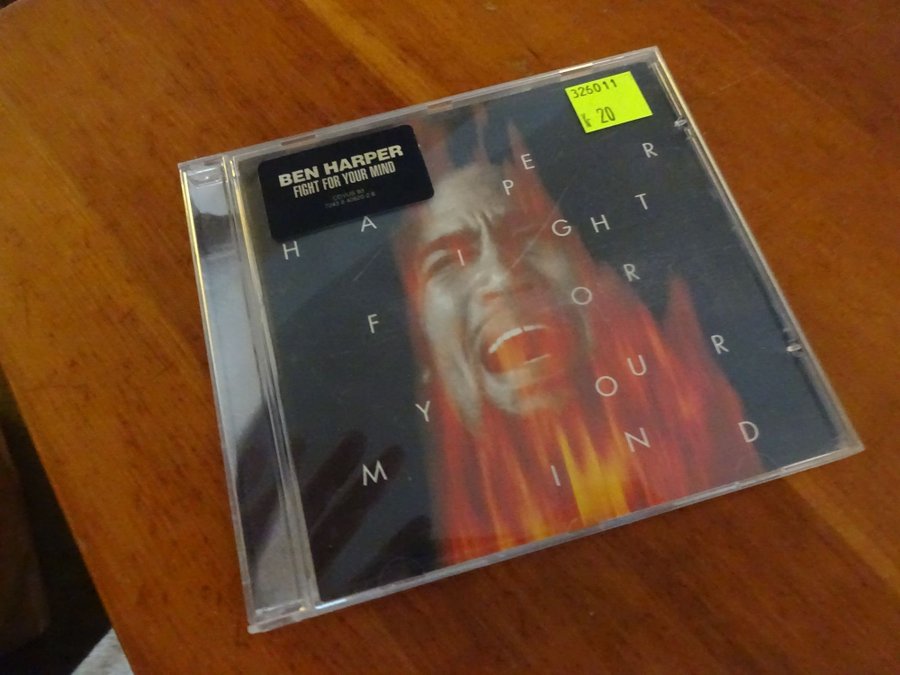 326011
20
BEN HARPER
FIGHT FOR YOUR MIND
H A P E R
I G H T
F O R
Y O U R
M I N D